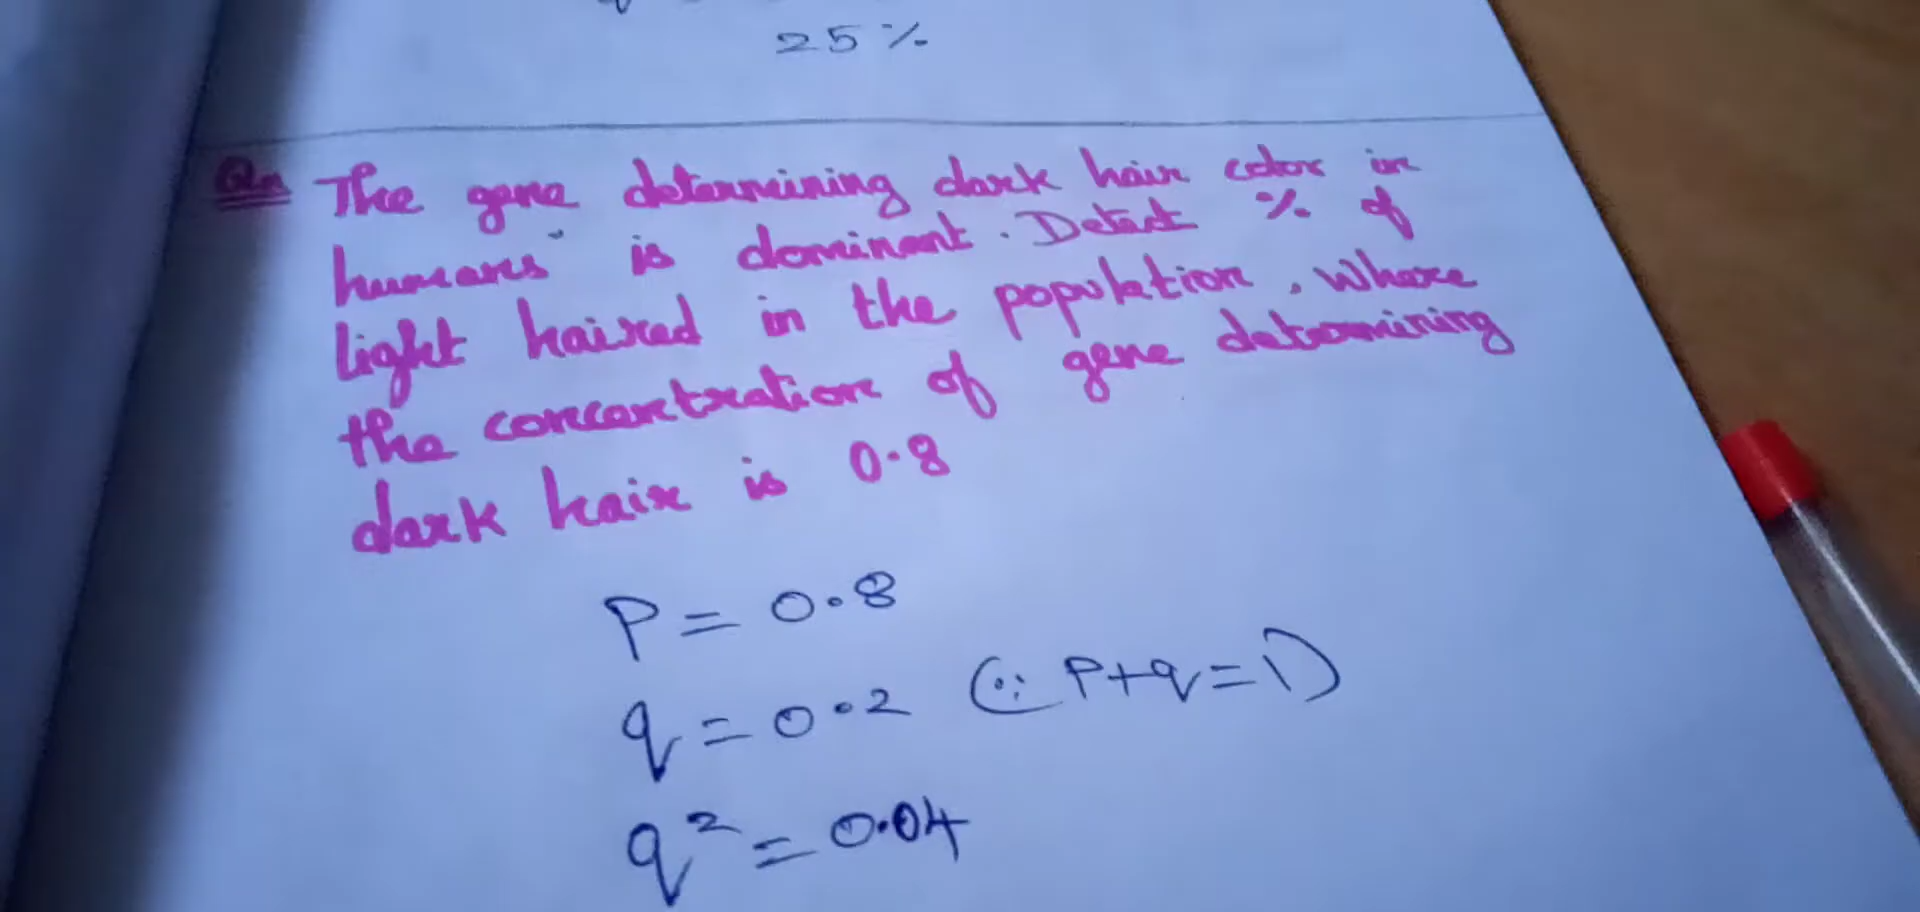 25%
Qn The gene determining dark hair color in
humans is dominant. Detect % of
light haired in the population, where
the concentration of gene determining
dark hair is 0.8
P = 0.8
q = 0.2 (∵ P+q=1)
q² = 0.04